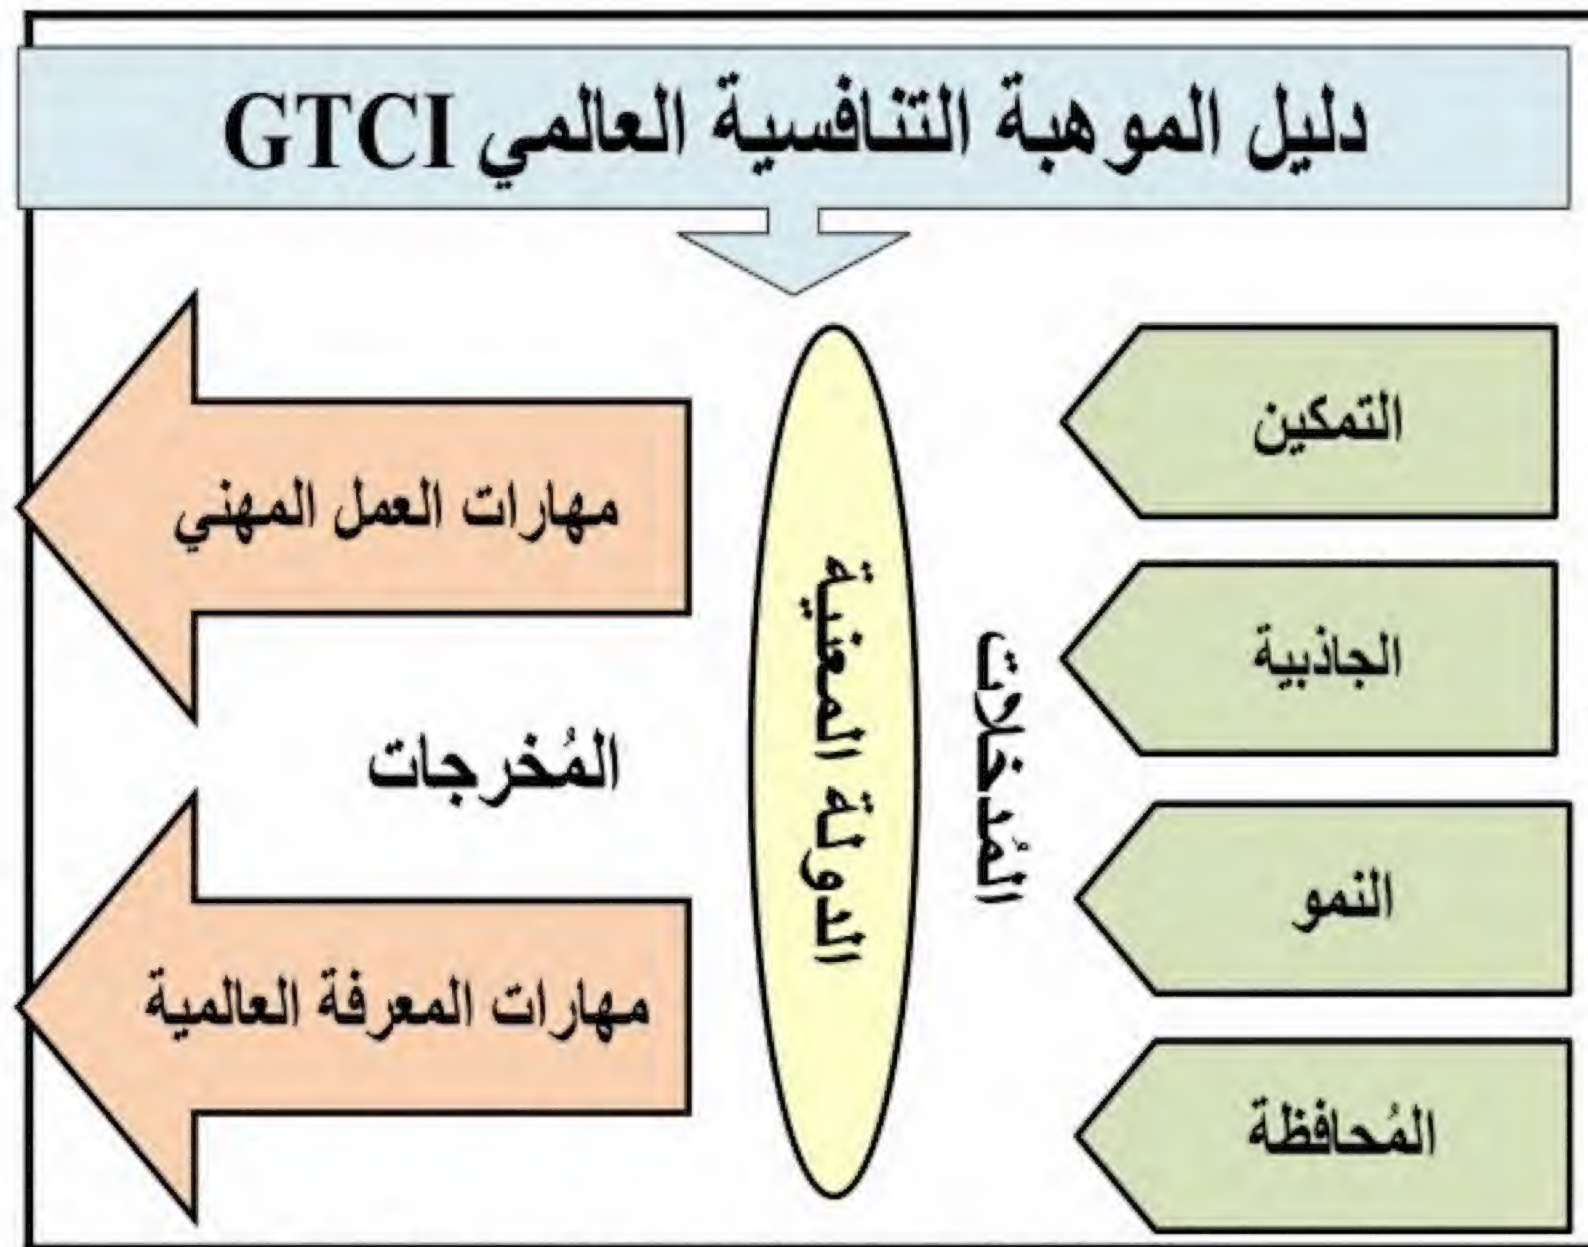 دليل الموهبة التنافسية العالمي GTCI
التمكين
الجاذبية
النمو
المُحافظة
المُدخلات
الدولة المعنية
مهارات العمل المهني
المُخرجات
مهارات المعرفة العالمية